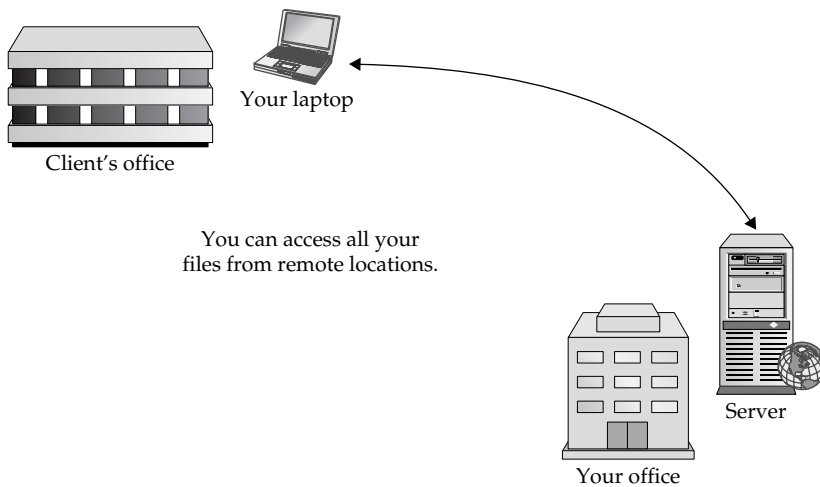 Your laptop
Client's office
You can access all your
files from remote locations.
Server
Your office